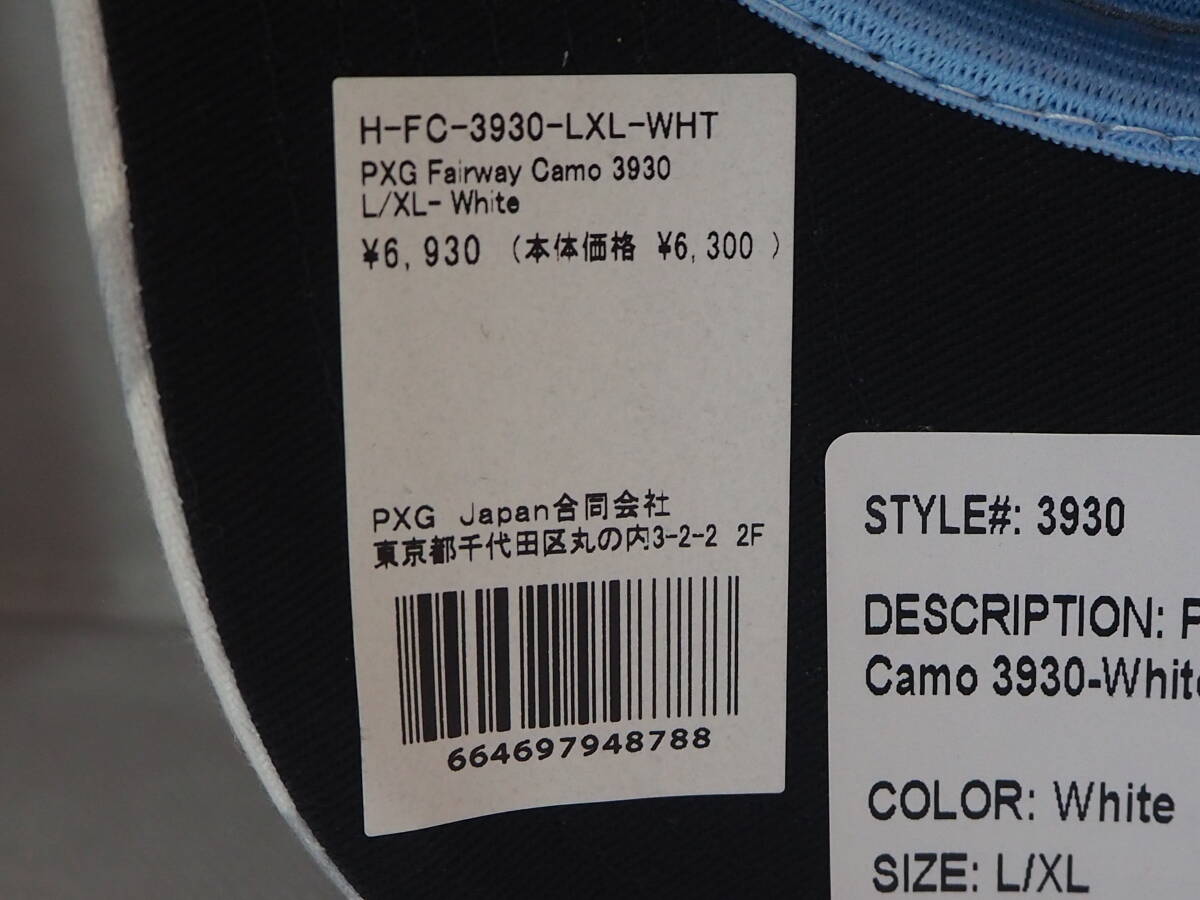 H-FC-3930-LXL-WHT
PXG Fairway Camo 3930
L/XL- White
¥6,930 (本体価格 ¥6,300 )
PXG Japan合同会社
東京都千代田区丸の内3-2-2 2F
664697948788
STYLE#: 3930
DESCRIPTION: P
Camo 3930-White
COLOR: White
SIZE: L/XL